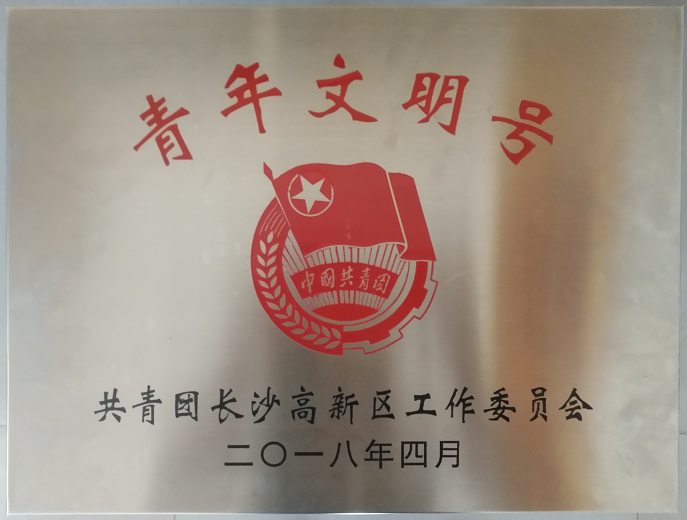 青年文明号
中國共青团
共青团长沙高新区工作委员会
二〇一八年四月